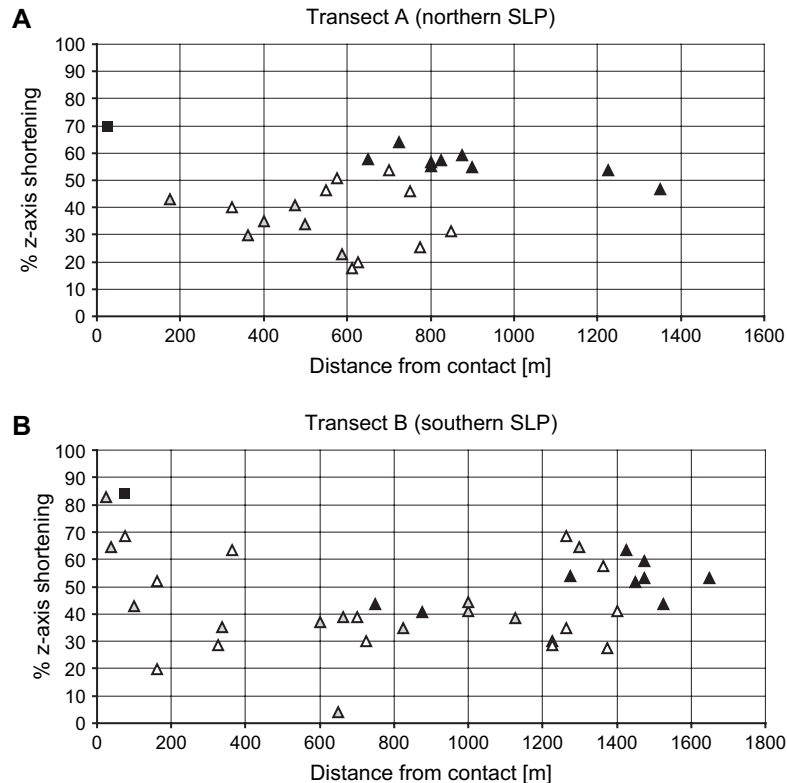 A
Transect A (northern SLP)
% z-axis shortening
100
90
80
70
60
50
40
30
20
10
0
0 200 400 600 800 1000 1200 1400 1600
Distance from contact [m]
B
Transect B (southern SLP)
% z-axis shortening
100
90
80
70
60
50
40
30
20
10
0
0 200 400 600 800 1000 1200 1400 1600 1800
Distance from contact [m]